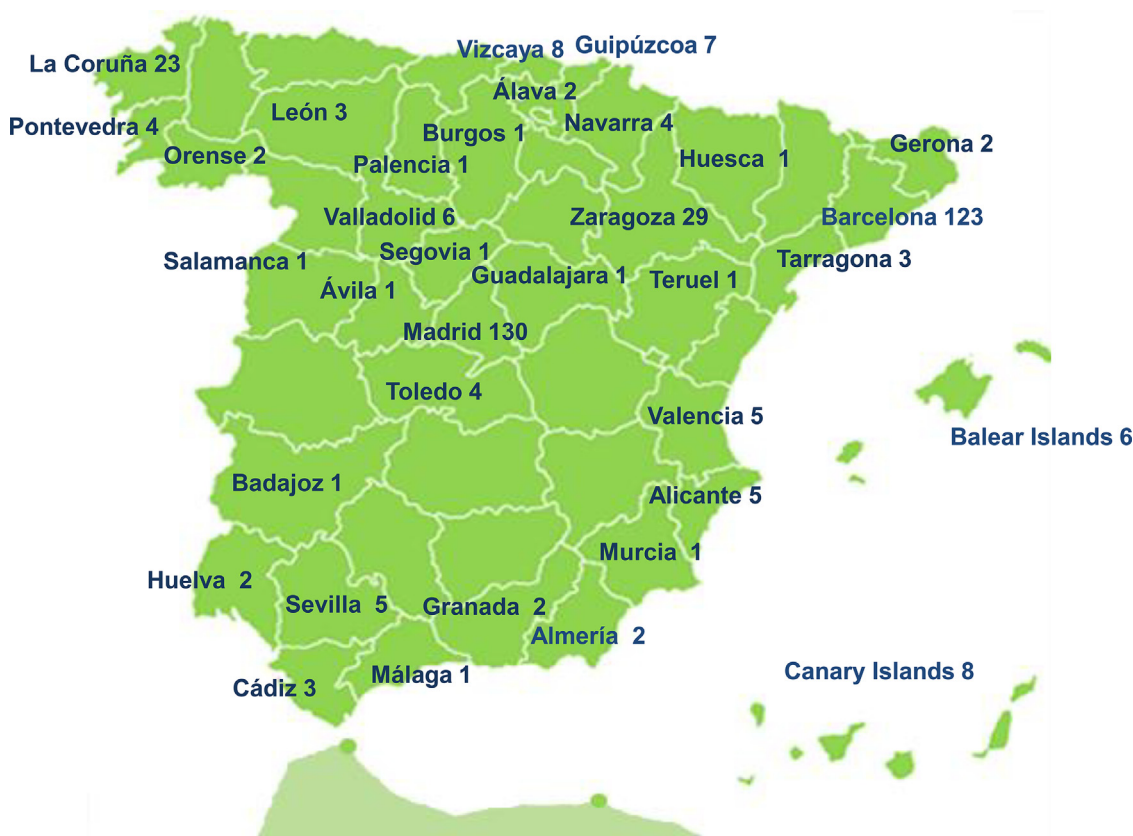 Vizcaya 8
Guipúzcoa 7
La Coruña 23
Álava 2
León 3
Navarra 4
Pontevedra 4
Burgos 1
Gerona 2
Orense 2
Palencia 1
Huesca 1
Valladolid 6
Zaragoza 29
Barcelona 123
Segovia 1
Salamanca 1
Tarragona 3
Guadalajara 1
Teruel 1
Ávila 1
Madrid 130
Toledo 4
Valencia 5
Balear Islands 6
Badajoz 1
Alicante 5
Murcia 1
Huelva 2
Sevilla 5
Granada 2
Almería 2
Canary Islands 8
Málaga 1
Cádiz 3